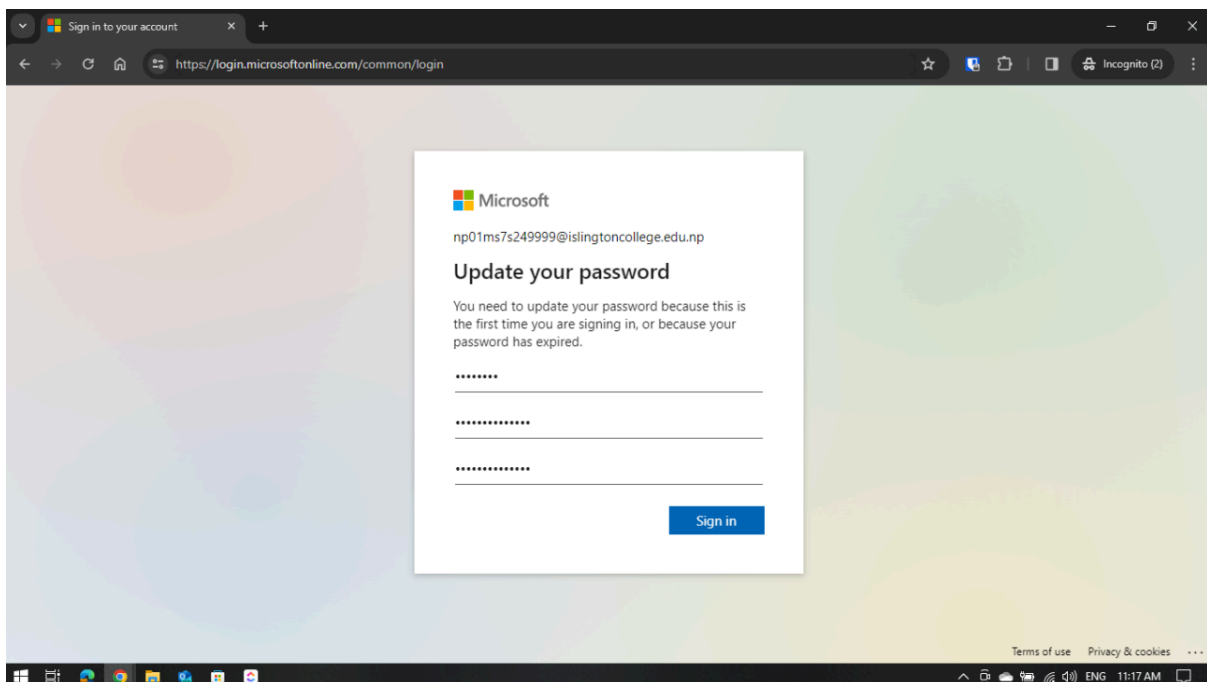 Sign in to your account
https://login.microsoftonline.com/common/login
Incognito (2)
Microsoft
np01ms7s249999@islingtoncollege.edu.np
Update your password
You need to update your password because this is
the first time you are signing in, or because your
password has expired.
••••••••
••••••••••••••
••••••••••••••
Sign in
Terms of use Privacy & cookies ...
ENG 11:17 AM